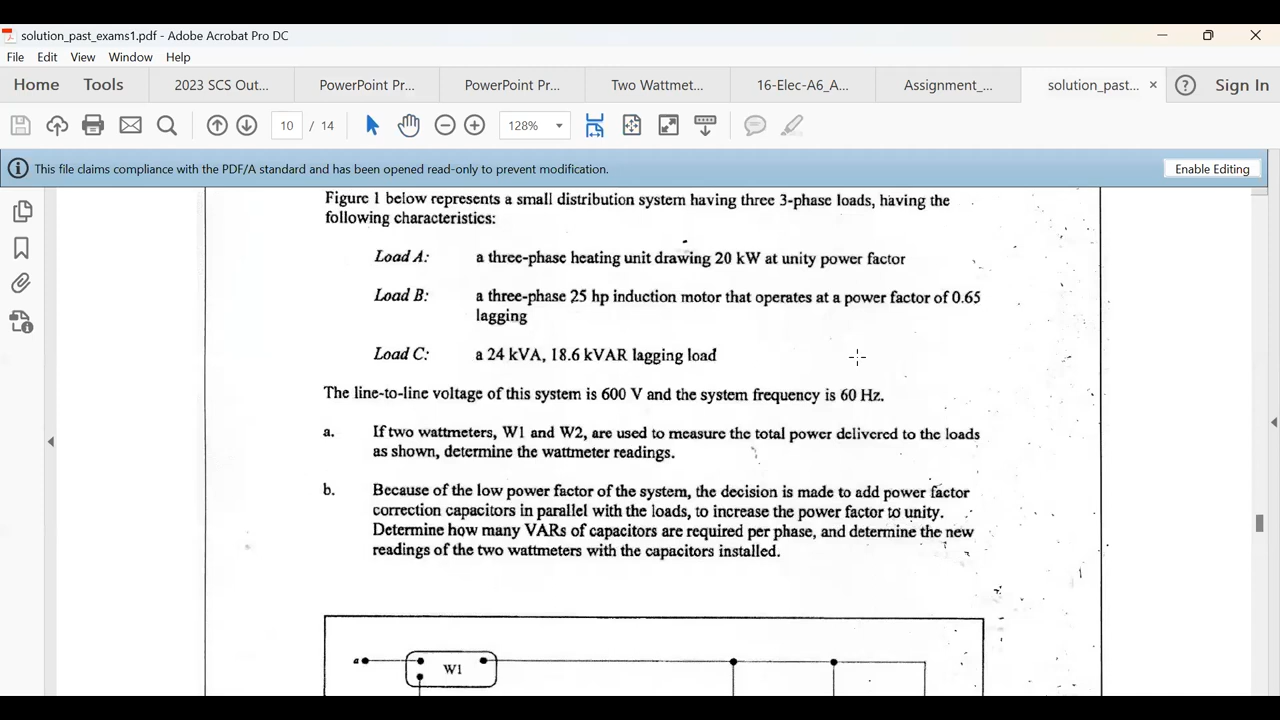 solution_past_exams1.pdf - Adobe Acrobat Pro DC
File Edit View Window Help
Home Tools 2023 SCS Out... PowerPoint Pr... PowerPoint Pr... Two Wattmet... 16-Elec-A6_A... Assignment_... solution_past... × ? Sign In
10 / 14 128%
This file claims compliance with the PDF/A standard and has been opened read-only to prevent modification. Enable Editing
Figure 1 below represents a small distribution system having three 3-phase loads, having the
following characteristics:
Load A: a three-phase heating unit drawing 20 kW at unity power factor
Load B: a three-phase 25 hp induction motor that operates at a power factor of 0.65
lagging
Load C: a 24 kVA, 18.6 kVAR lagging load
The line-to-line voltage of this system is 600 V and the system frequency is 60 Hz.
a. If two wattmeters, W1 and W2, are used to measure the total power delivered to the loads
as shown, determine the wattmeter readings.
b. Because of the low power factor of the system, the decision is made to add power factor
correction capacitors in parallel with the loads, to increase the power factor to unity.
Determine how many VARs of capacitors are required per phase, and determine the new
readings of the two wattmeters with the capacitors installed.
a W1